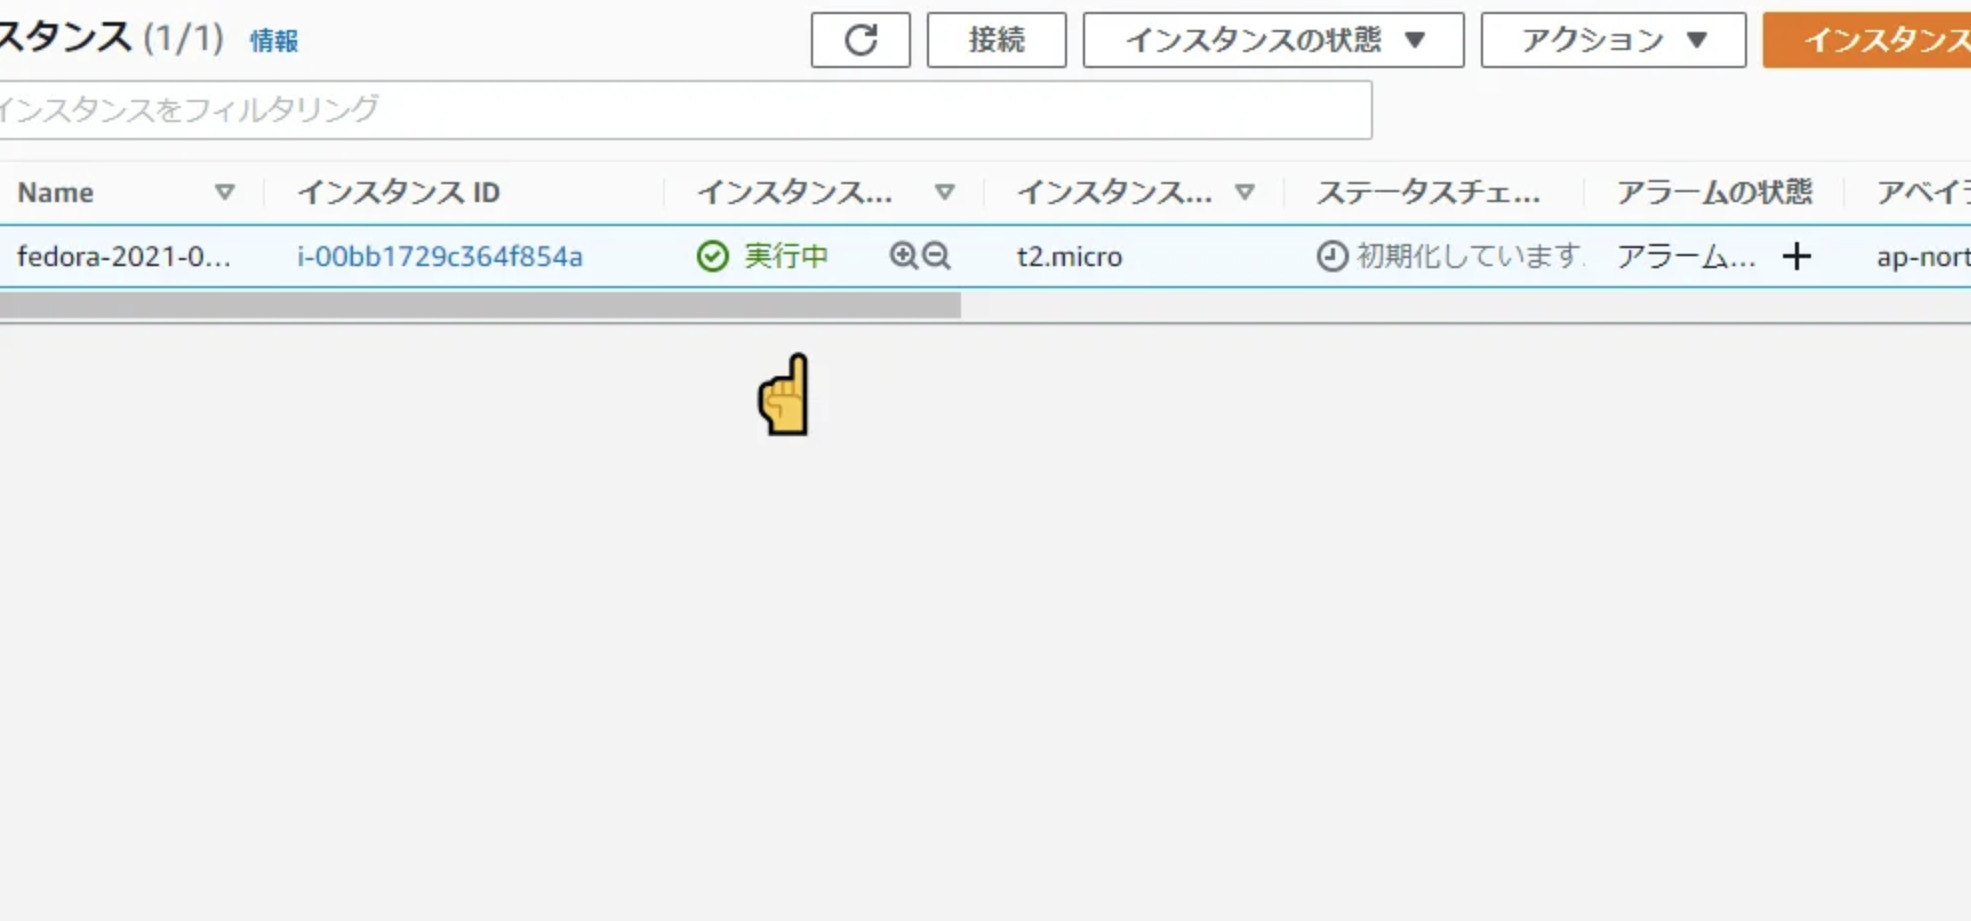 スタンス (1/1) 情報 接続 インスタンスの状態 ▼ アクション ▼ インスタンス
インスタンスをフィルタリング
Name インスタンス ID インスタンス... インスタンス... ステータスチェ... アラームの状態 アベイ
fedora-2021-0... i-00bb1729c364f854a 実行中 t2.micro 初期化しています. アラーム... + ap-nort